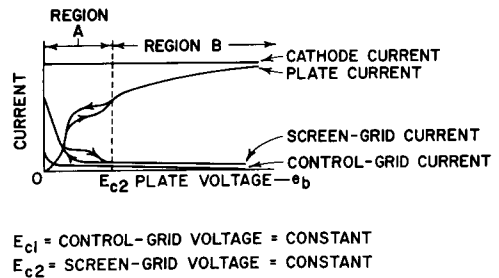 REGION
A
REGION B
CATHODE CURRENT
PLATE CURRENT
CURRENT
SCREEN-GRID CURRENT
CONTROL-GRID CURRENT
O
Ec2 PLATE VOLTAGE—eb
Ec1 = CONTROL-GRID VOLTAGE = CONSTANT
Ec2 = SCREEN-GRID VOLTAGE = CONSTANT